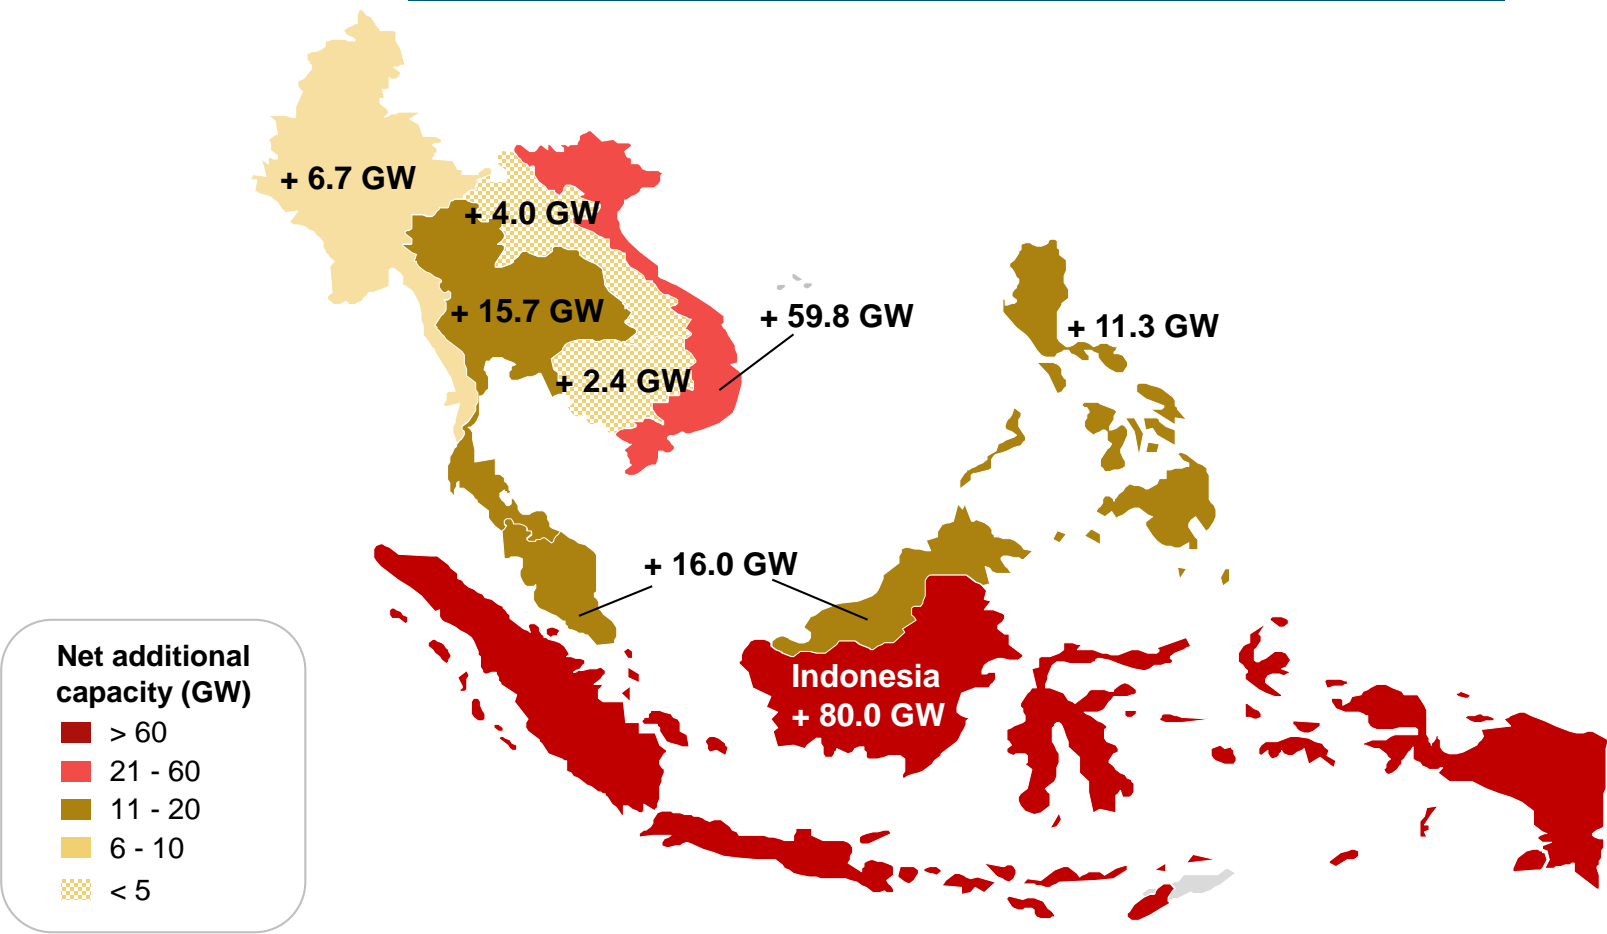 + 6.7 GW
+ 4.0 GW
+ 15.7 GW
+ 59.8 GW
+ 11.3 GW
+ 2.4 GW
+ 16.0 GW
Indonesia
+ 80.0 GW
Net additional
capacity (GW)
> 60
21 - 60
11 - 20
6 - 10
< 5